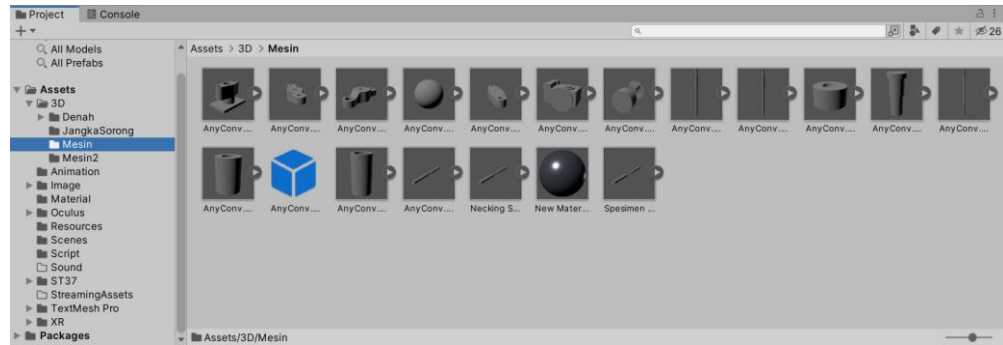 Project Console
26
All Models
All Prefabs
Assets
3D
Denah
JangkaSorong
Mesin
Mesin2
Animation
Image
Material
Oculus
Resources
Scenes
Script
Sound
ST37
StreamingAssets
TextMesh Pro
XR
Packages
Assets > 3D > Mesin
AnyConv.... AnyConv.... AnyConv.... AnyConv.... AnyConv.... AnyConv.... AnyConv.... AnyConv.... AnyConv.... AnyConv.... AnyConv.... AnyConv....
AnyConv.... AnyConv.... AnyConv.... AnyConv.... Necking S... New Mater... Spesimen ...
Assets/3D/Mesin